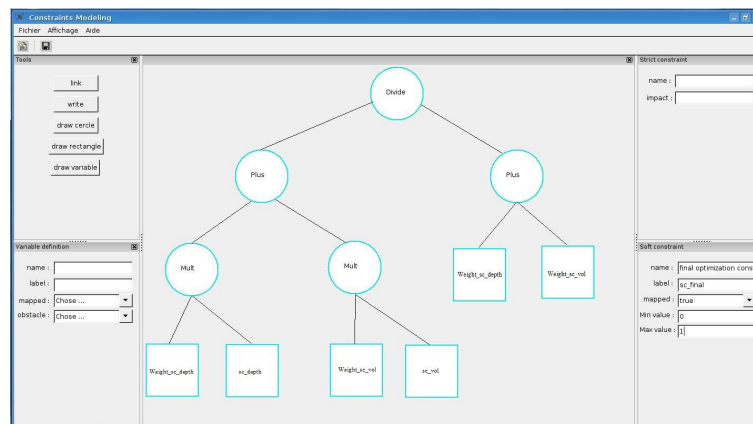 Constraints Modeling
Fichier Affichage Aide
Tools
link
write
draw cercle
draw rectangle
draw variable
Variable definition
name :
label :
mapped : Chose ...
obstacle : Chose ...
Divide
Plus
Plus
Mult
Mult
Weight_sc_depth
Weight_sc_vol
Weight_sc_depth
sc_depth
Weight_sc_vol
sc_vol
Strict constraint
name :
impact :
Soft constraint
name : final optimization cons
label : sc_final
mapped : true
Min value : 0
Max value : 1